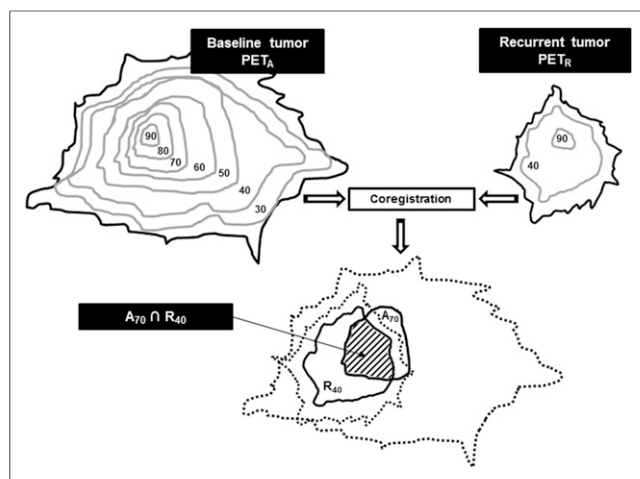 Baseline tumor
PETA
Recurrent tumor
PETR
90
80
70
60
50
40
30
90
40
Coregistration
A70 ∩ R40
A70
R40